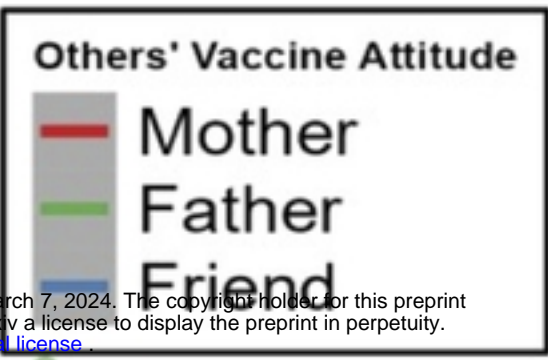 Others' Vaccine Attitude
Mother
Father
Friend
arch 7, 2024. The copyright holder for this preprint
iv a license to display the preprint in perpetuity.
al license .